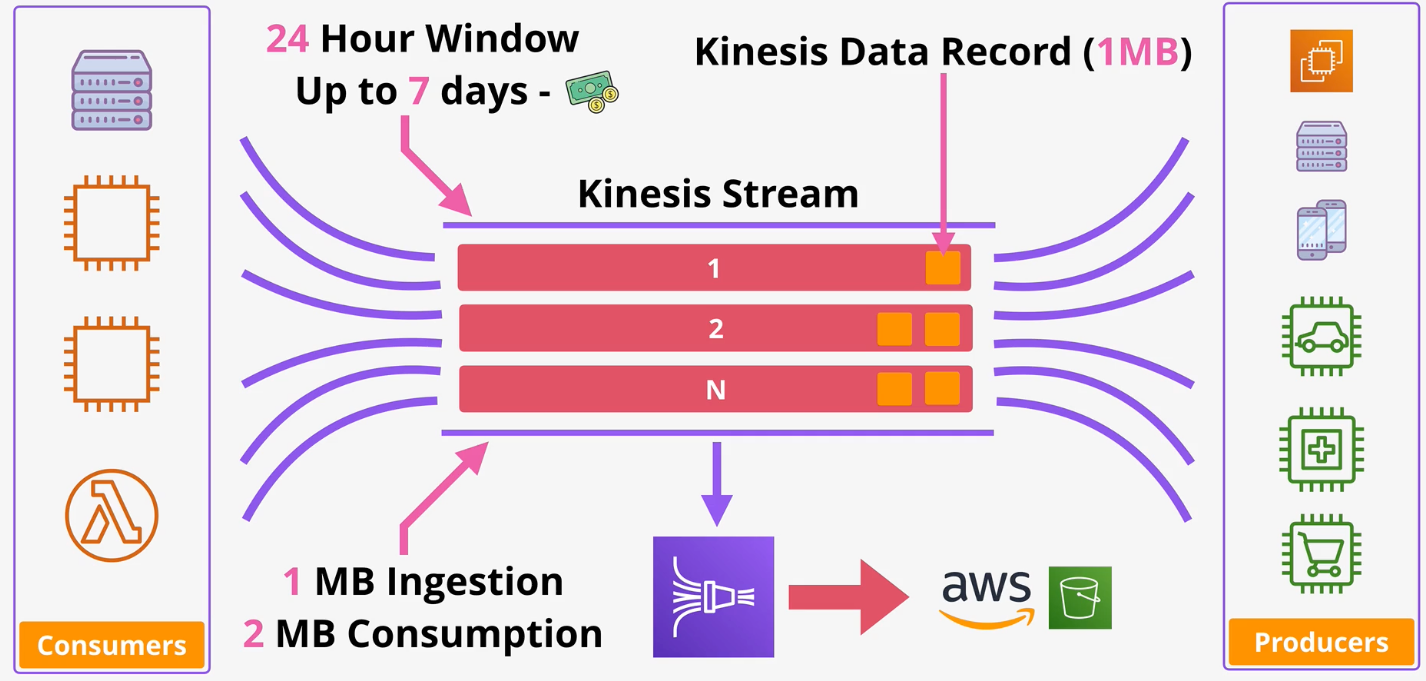 24 Hour Window
Up to 7 days -
Kinesis Data Record (1MB)
Kinesis Stream
1
2
N
1 MB Ingestion
2 MB Consumption
aws
Consumers
Producers